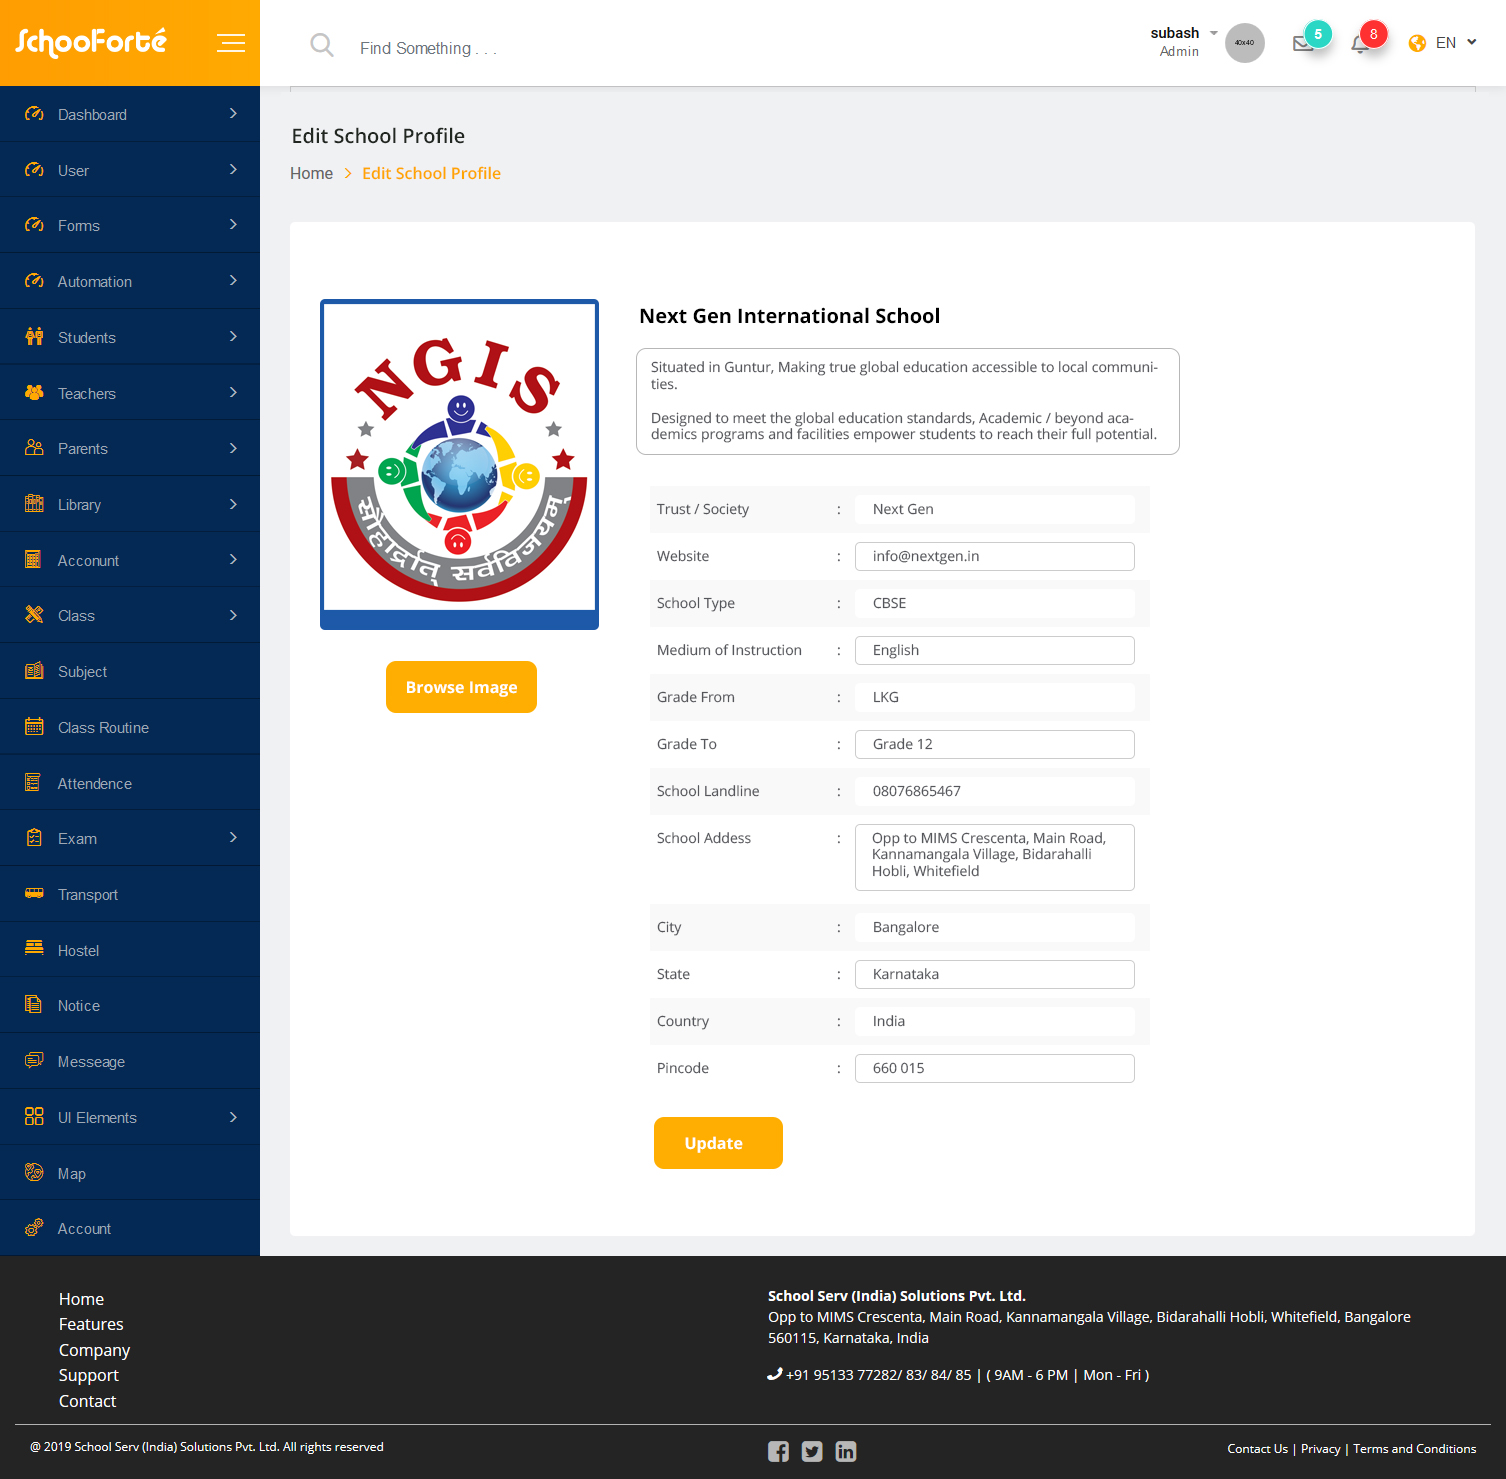 SchooForté
Find Something . . .
subash
Admin
40x40
5
8
EN
Dashboard
User
Forms
Automation
Students
Teachers
Parents
Library
Acconunt
Class
Subject
Class Routine
Attendence
Exam
Transport
Hostel
Notice
Messeage
UI Elements
Map
Account
Edit School Profile
Home > Edit School Profile
NGIS
सौहार्द्रात् सर्वविजयम्
Browse Image
Next Gen International School
Situated in Guntur, Making true global education accessible to local communi-
ties.
Designed to meet the global education standards, Academic / beyond aca-
demics programs and facilities empower students to reach their full potential.
Trust / Society : Next Gen
Website : info@nextgen.in
School Type : CBSE
Medium of Instruction : English
Grade From : LKG
Grade To : Grade 12
School Landline : 08076865467
School Addess : Opp to MIMS Crescenta, Main Road,
Kannamangala Village, Bidarahalli
Hobli, Whitefield
City : Bangalore
State : Karnataka
Country : India
Pincode : 660 015
Update
Home
Features
Company
Support
Contact
School Serv (India) Solutions Pvt. Ltd.
Opp to MIMS Crescenta, Main Road, Kannamangala Village, Bidarahalli Hobli, Whitefield, Bangalore
560115, Karnataka, India
+91 95133 77282/ 83/ 84/ 85 | ( 9AM - 6 PM | Mon - Fri )
@ 2019 School Serv (India) Solutions Pvt. Ltd. All rights reserved
Contact Us | Privacy | Terms and Conditions